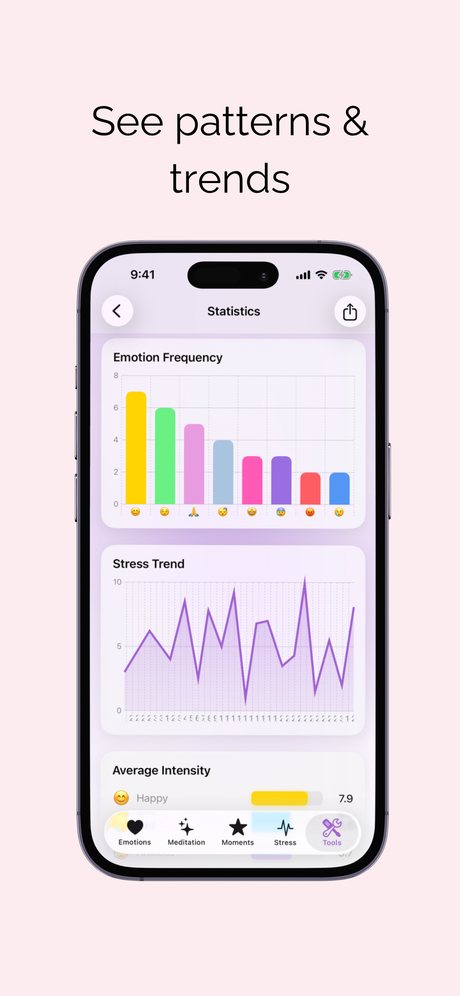 See patterns &
trends
9:41
Statistics
Emotion Frequency
8
6
4
2
0
Stress Trend
10
5
0
Average Intensity
Happy
7.9
Emotions Meditation Moments Stress Tools